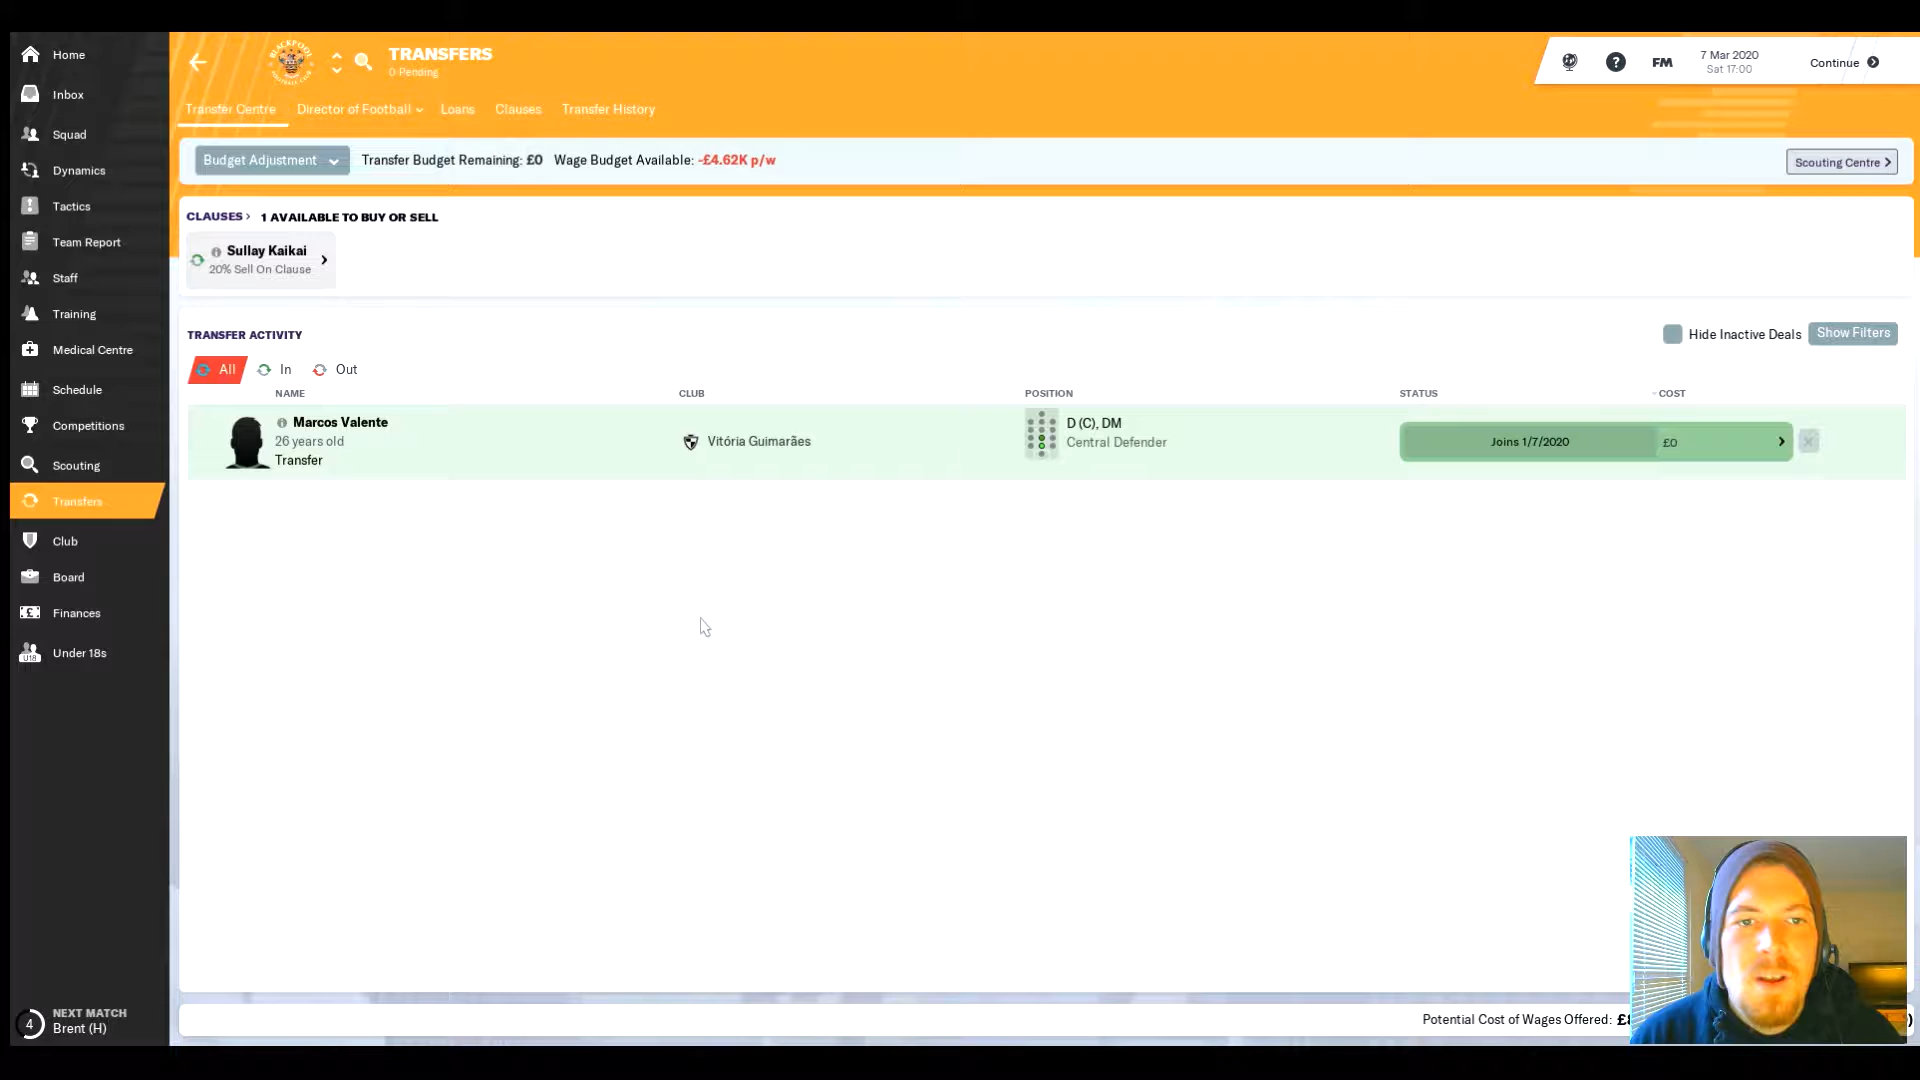 Home
Inbox
Squad
Dynamics
Tactics
Team Report
Staff
Training
Medical Centre
Schedule
Competitions
Scouting
Transfers
Club
Board
Finances
U18 Under 18s
4 NEXT MATCH
Brent (H)
BLACKPOOL
TRANSFERS
0 Pending
? FM
7 Mar 2020
Sat 17:00
Continue
Transfer Centre Director of Football Loans Clauses Transfer History
Budget Adjustment Transfer Budget Remaining: £0 Wage Budget Available: -£4.62K p/w Scouting Centre
CLAUSES 1 AVAILABLE TO BUY OR SELL
Sullay Kaikai
20% Sell On Clause
TRANSFER ACTIVITY
Hide Inactive Deals Show Filters
All In Out
NAME CLUB POSITION STATUS COST
Marcos Valente
26 years old
Transfer
Vitória Guimarães
D (C), DM
Central Defender
Joins 1/7/2020 £0
Potential Cost of Wages Offered: